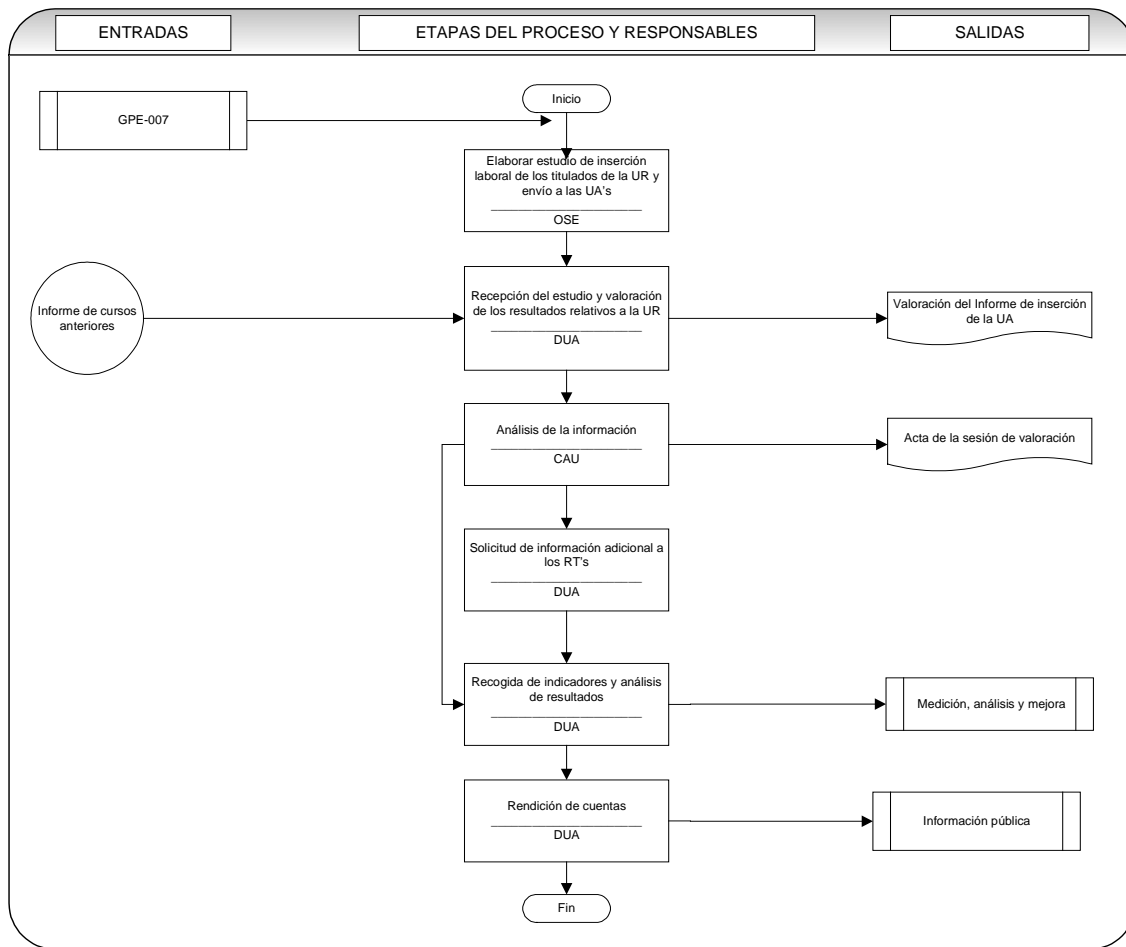 ENTRADAS
ETAPAS DEL PROCESO Y RESPONSABLES
SALIDAS
Inicio
GPE-007
Elaborar estudio de inserción
laboral de los titulados de la UR y
envío a las UA's
OSE
Informe de cursos
anteriores
Recepción del estudio y valoración
de los resultados relativos a la UR
DUA
Valoración del Informe de inserción
de la UA
Análisis de la información
CAU
Acta de la sesión de valoración
Solicitud de información adicional a
los RT's
DUA
Recogida de indicadores y análisis
de resultados
DUA
Medición, análisis y mejora
Rendición de cuentas
DUA
Información pública
Fin